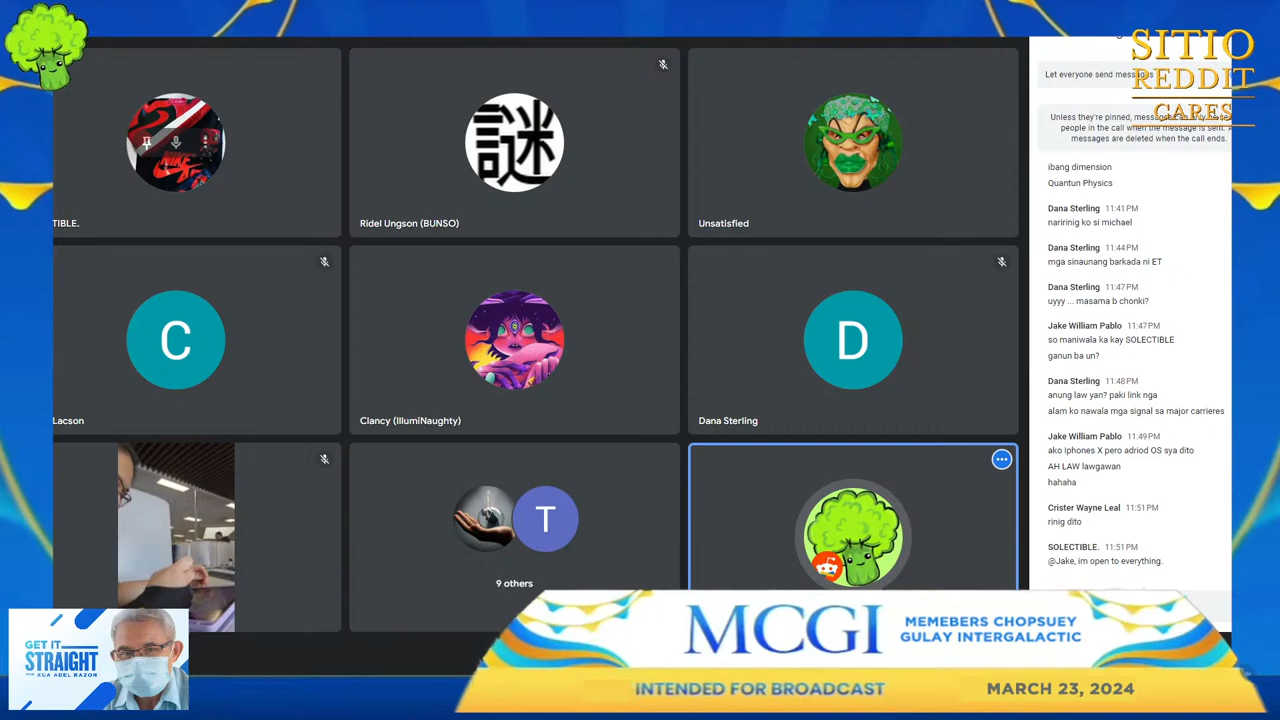 SITIO
REDDIT
CARES
Let everyone send messages
Unless they're pinned, messages
people in the call when the message is sent.
messages are deleted when the call ends.
ibang dimension
Quantun Physics
Dana Sterling 11:41 PM
naririnig ko si michael
Dana Sterling 11:44 PM
mga sinaunang barkada ni ET
Dana Sterling 11:47 PM
uyyy ... masama b chonki?
Jake William Pablo 11:47 PM
so maniwala ka kay SOLECTIBLE
ganun ba un?
Dana Sterling 11:48 PM
anung law yan? paki link nga
alam ko nawala mga signal sa major carrieres
Jake William Pablo 11:49 PM
ako iphones X pero adriod OS sya dito
AH LAW lawgawan
hahaha
Crister Wayne Leal 11:51 PM
rinig dito
SOLECTIBLE. 11:51 PM
@Jake, im open to everything.
謎
TIBLE.
Ridel Ungson (BUNSO)
Unsatisfied
C
D
Lacson
Clancy (IllumiNaughty)
Dana Sterling
T
9 others
GET IT
STRAIGHT
WITH KUYA ADEL RAZON
MCGI
MEMEBERS CHOPSUEY
GULAY INTERGALACTIC
INTENDED FOR BROADCAST
MARCH 23, 2024